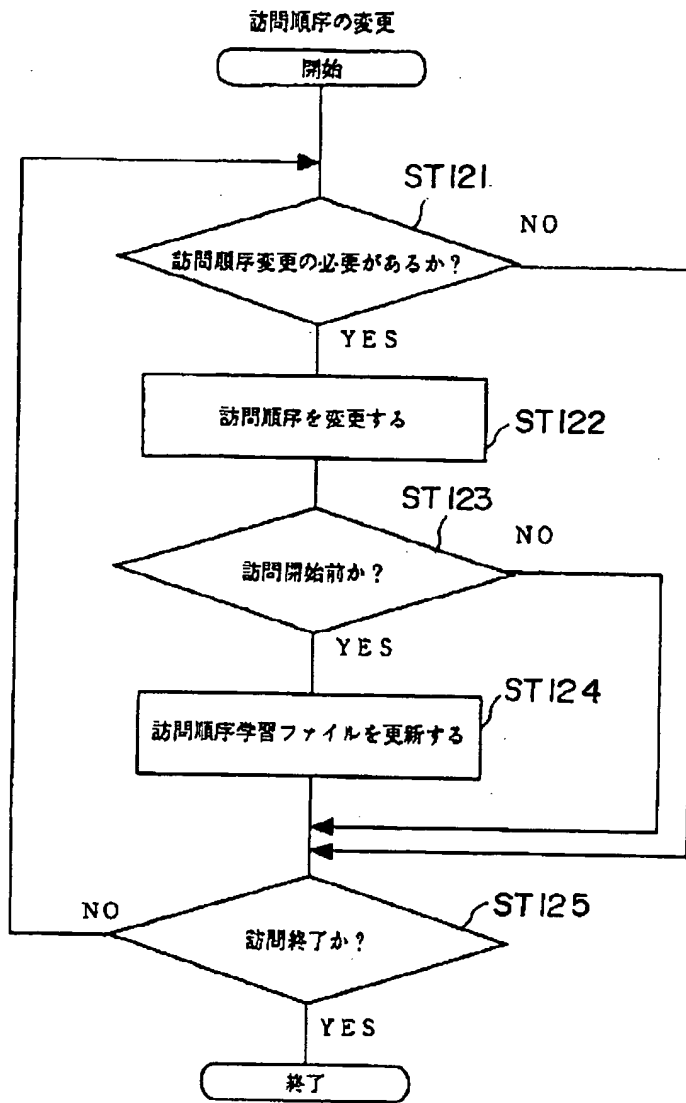 訪問順序の変更
開始
ST121
NO
訪問順序変更の必要があるか？
YES
訪問順序を変更する
ST122
ST123
NO
訪問開始前か？
YES
ST124
訪問順序学習ファイルを更新する
NO
ST125
訪問終了か？
YES
終了